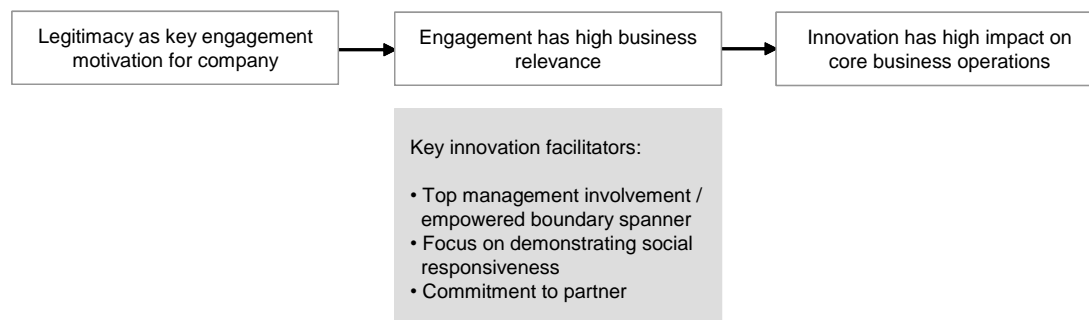 Legitimacy as key engagement
motivation for company
Engagement has high business
relevance
Innovation has high impact on
core business operations
Key innovation facilitators:
• Top management involvement /
empowered boundary spanner
• Focus on demonstrating social
responsiveness
• Commitment to partner